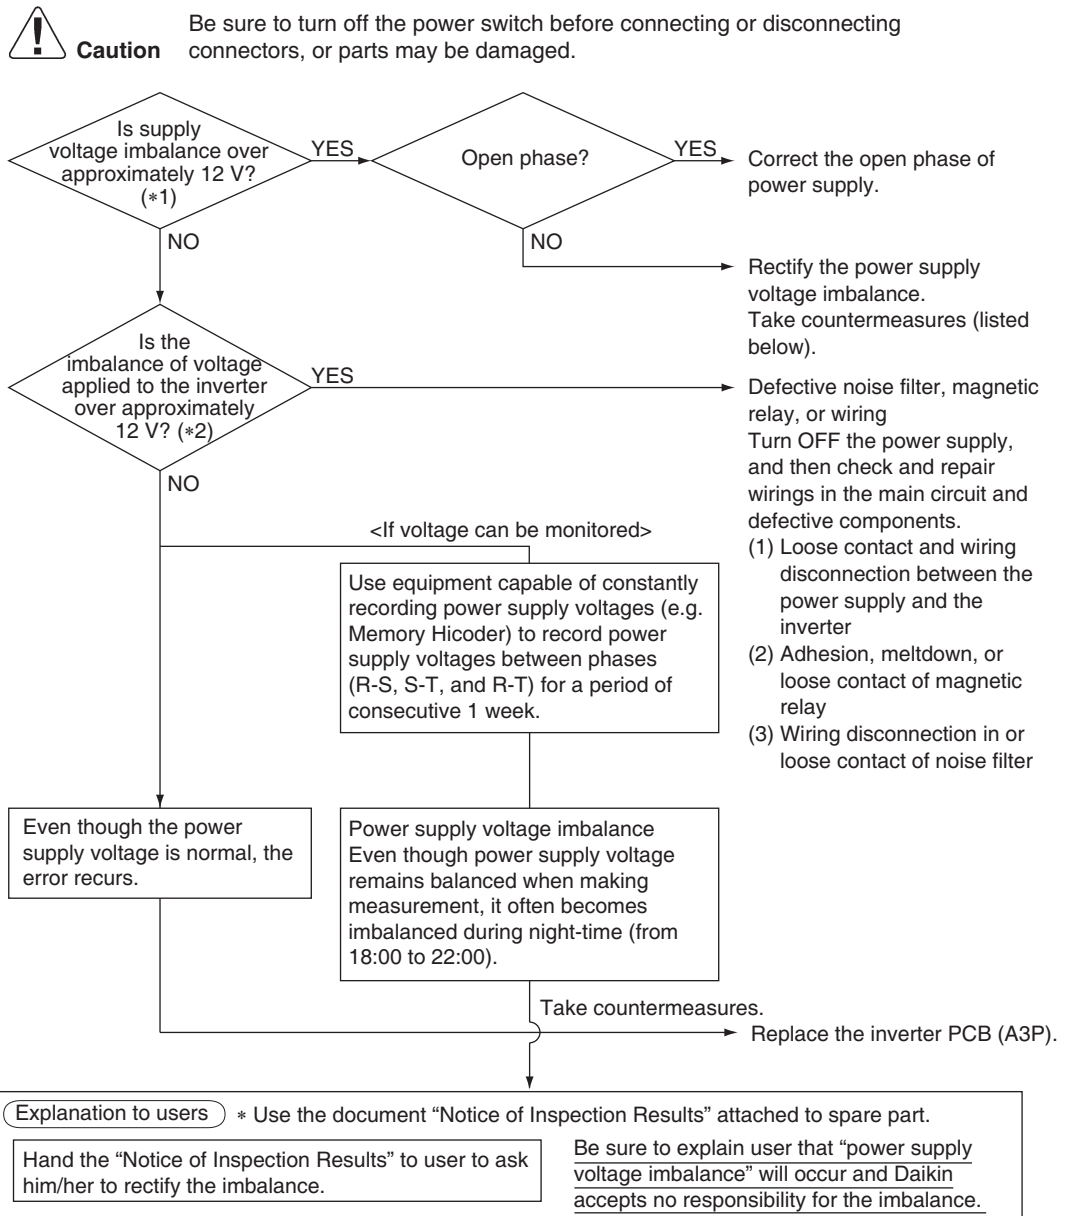 Be sure to turn off the power switch before connecting or disconnecting
Caution connectors, or parts may be damaged.
Is supply
voltage imbalance over
approximately 12 V?
(*1)
YES
Open phase?
YES
Correct the open phase of
power supply.
NO
NO
Rectify the power supply
voltage imbalance.
Take countermeasures (listed
below).
Is the
imbalance of voltage
applied to the inverter
over approximately
12 V? (*2)
YES
Defective noise filter, magnetic
relay, or wiring
Turn OFF the power supply,
and then check and repair
wirings in the main circuit and
defective components.
(1) Loose contact and wiring
disconnection between the
power supply and the
inverter
(2) Adhesion, meltdown, or
loose contact of magnetic
relay
(3) Wiring disconnection in or
loose contact of noise filter
NO
<If voltage can be monitored>
Use equipment capable of constantly
recording power supply voltages (e.g.
Memory Hicoder) to record power
supply voltages between phases
(R-S, S-T, and R-T) for a period of
consecutive 1 week.
Even though the power
supply voltage is normal, the
error recurs.
Power supply voltage imbalance
Even though power supply voltage
remains balanced when making
measurement, it often becomes
imbalanced during night-time (from
18:00 to 22:00).
Take countermeasures.
Replace the inverter PCB (A3P).
Explanation to users * Use the document “Notice of Inspection Results” attached to spare part.
Hand the “Notice of Inspection Results” to user to ask
him/her to rectify the imbalance.
Be sure to explain user that “power supply
voltage imbalance” will occur and Daikin
accepts no responsibility for the imbalance.